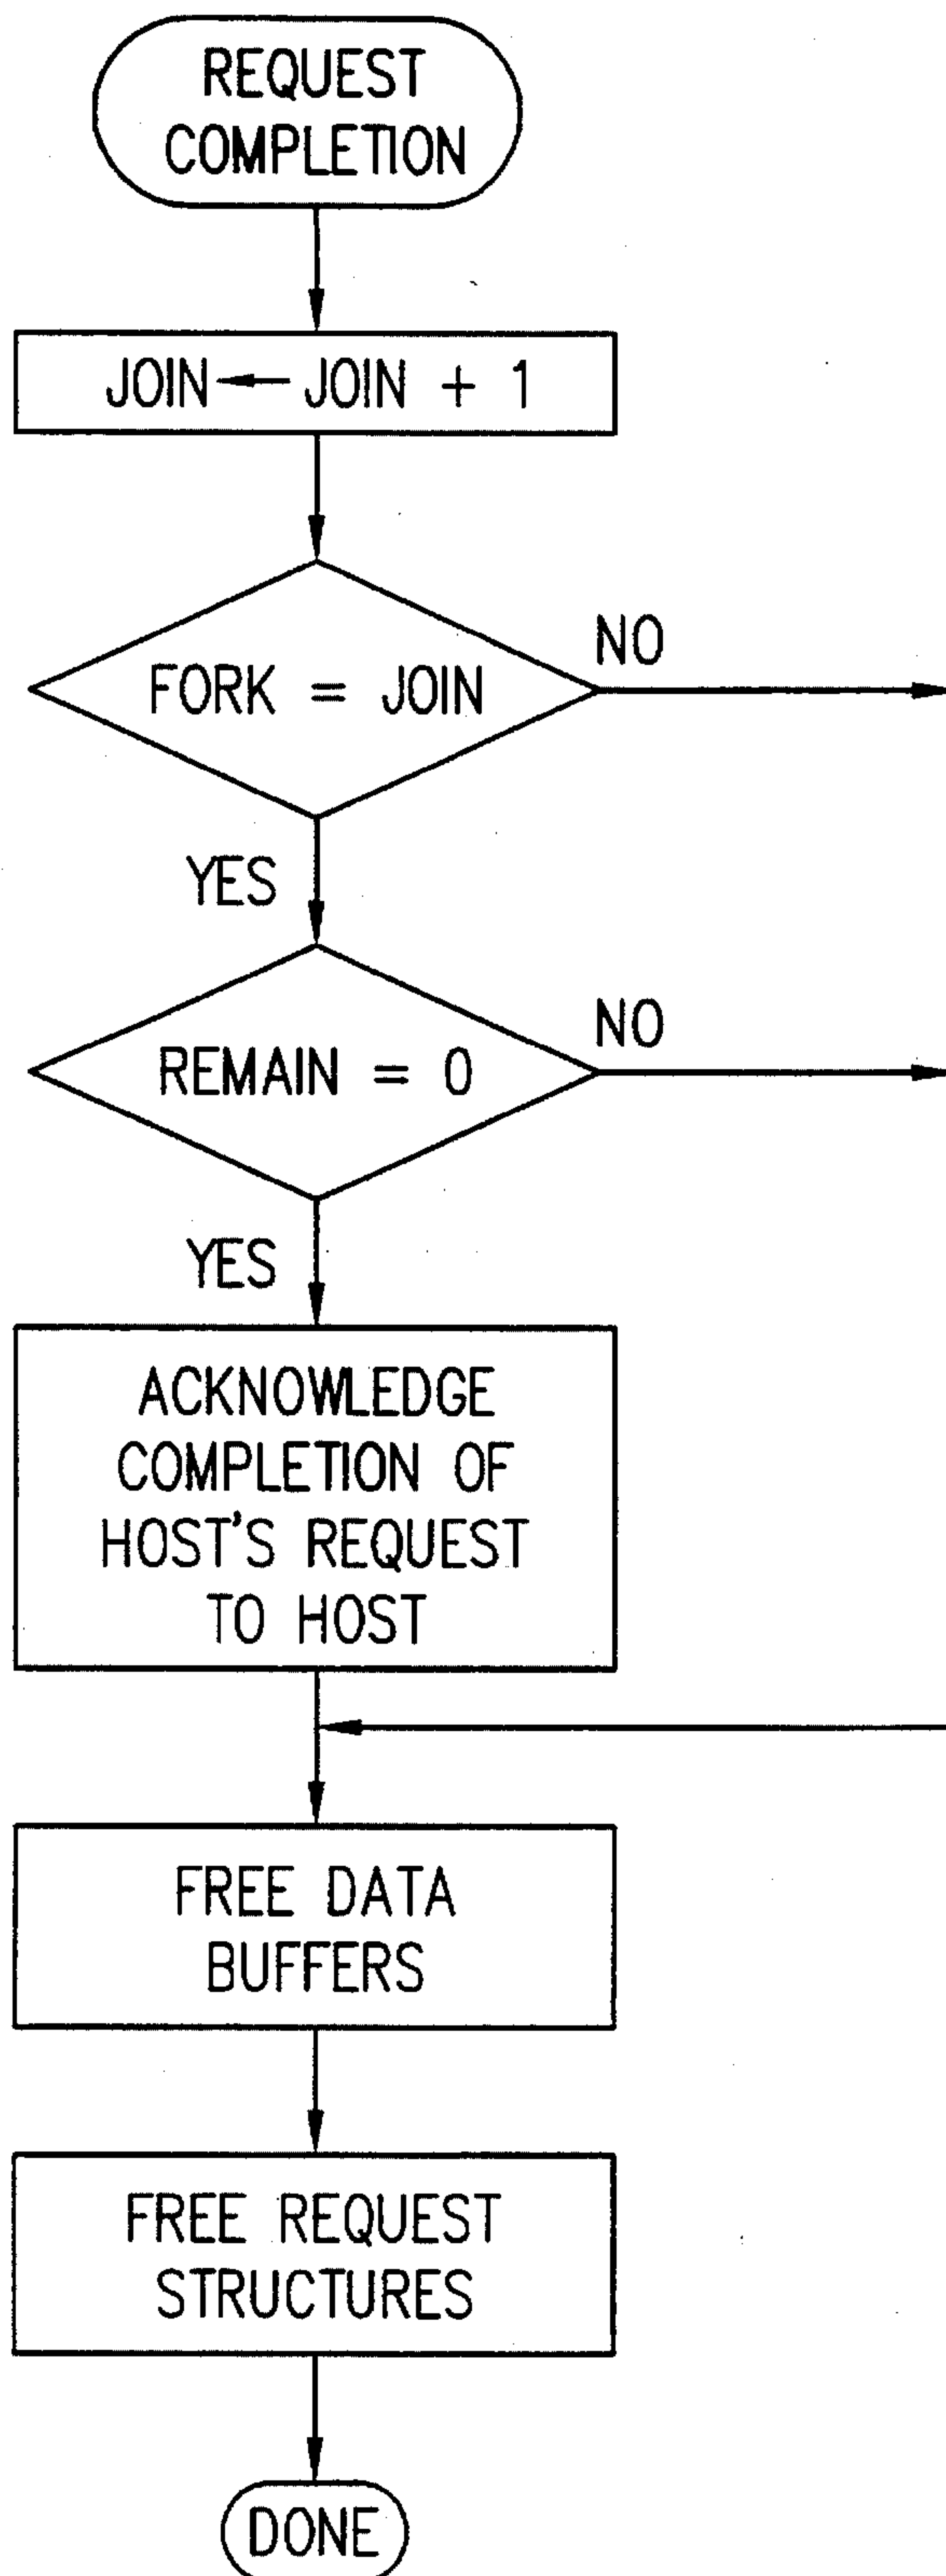 REQUEST
COMPLETION
JOIN ← JOIN + 1
FORK = JOIN
NO
YES
REMAIN = 0
NO
YES
ACKNOWLEDGE
COMPLETION OF
HOST'S REQUEST
TO HOST
FREE DATA
BUFFERS
FREE REQUEST
STRUCTURES
DONE